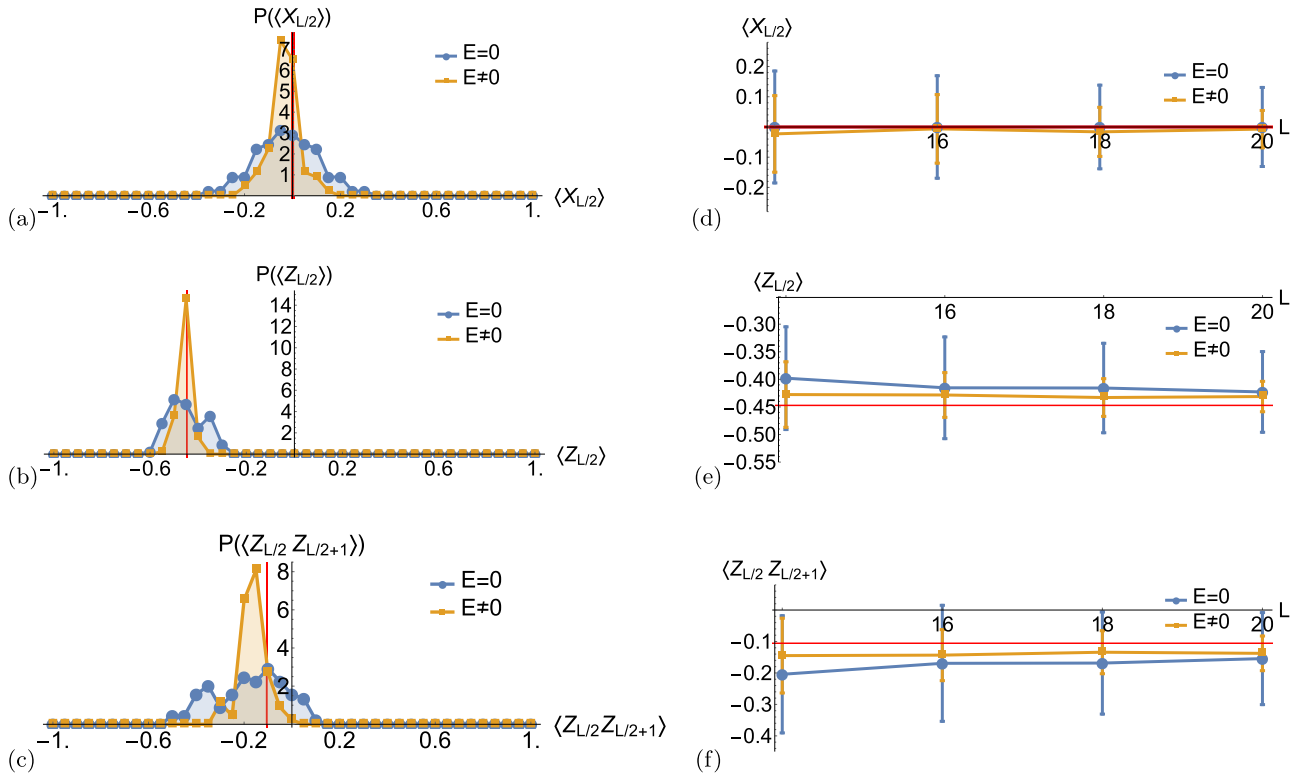 P(⟨X_{L/2}⟩)
7
6
5
4
3
2
1
E=0
E≠0
−1.
−0.6
−0.2
0.2
0.6
1.
⟨X_{L/2}⟩
(a)
⟨X_{L/2}⟩
0.2
0.1
−0.1
−0.2
E=0
E≠0
L
16
18
20
(d)
P(⟨Z_{L/2}⟩)
14
12
10
8
6
4
2
E=0
E≠0
−1.
−0.6
−0.2
0.2
0.6
1.
⟨Z_{L/2}⟩
(b)
⟨Z_{L/2}⟩
L
16
18
20
−0.30
−0.35
−0.40
−0.45
−0.50
−0.55
E=0
E≠0
(e)
P(⟨Z_{L/2} Z_{L/2+1}⟩)
8
6
4
2
E=0
E≠0
−1.
−0.6
−0.2
0.2
0.6
1.
⟨Z_{L/2} Z_{L/2+1}⟩
(c)
⟨Z_{L/2} Z_{L/2+1}⟩
E=0
E≠0
L
16
18
20
−0.1
−0.2
−0.3
−0.4
(f)